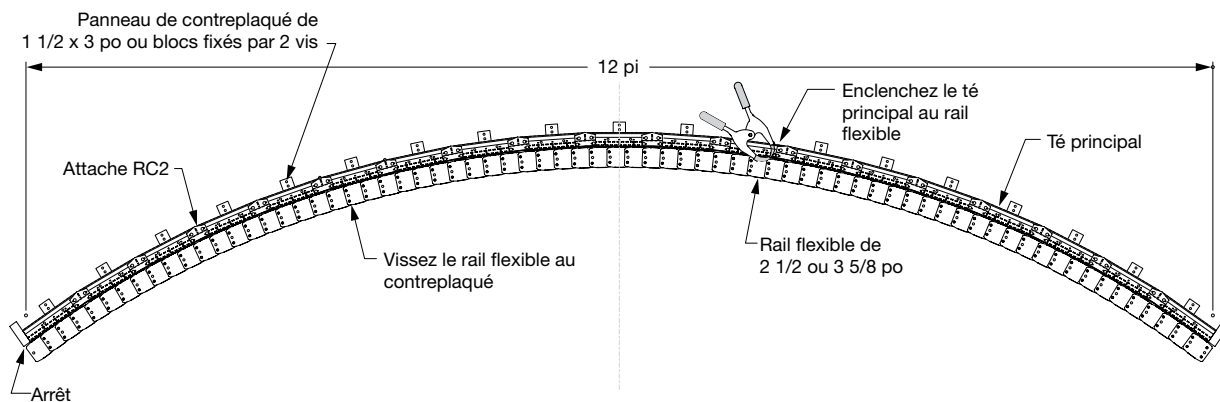 Panneau de contreplaqué de
1 1/2 x 3 po ou blocs fixés par 2 vis
12 pi
Enclenchez le té
principal au rail
flexible
Té principal
Attache RC2
Vissez le rail flexible au
contreplaqué
Rail flexible de
2 1/2 ou 3 5/8 po
Arrêt